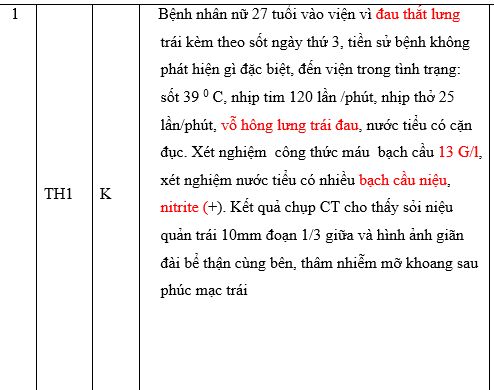 1
Bệnh nhân nữ 27 tuổi vào viện vì đau thắt lưng
trái kèm theo sốt ngày thứ 3, tiền sử bệnh không
phát hiện gì đặc biệt, đến viện trong tình trạng:
sốt 39 ⁰ C, nhịp tim 120 lần /phút, nhịp thở 25
lần/phút, vỗ hông lưng trái đau, nước tiểu có cặn
đục. Xét nghiệm công thức máu bạch cầu 13 G/l,
xét nghiệm nước tiểu có nhiều bạch cầu niệu,
TH1
K
nitrite (+). Kết quả chụp CT cho thấy sỏi niệu
quản trái 10mm đoạn 1/3 giữa và hình ảnh giãn
đài bể thận cùng bên, thâm nhiễm mỡ khoang sau
phúc mạc trái